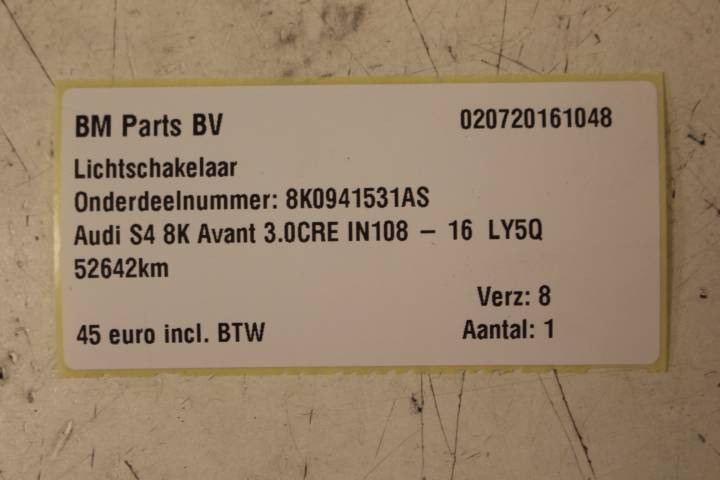 BM Parts BV 020720161048
Lichtschakelaar
Onderdeelnummer: 8K0941531AS
Audi S4 8K Avant 3.0CRE IN108 – 16 LY5Q
52642km
Verz: 8
45 euro incl. BTW Aantal: 1